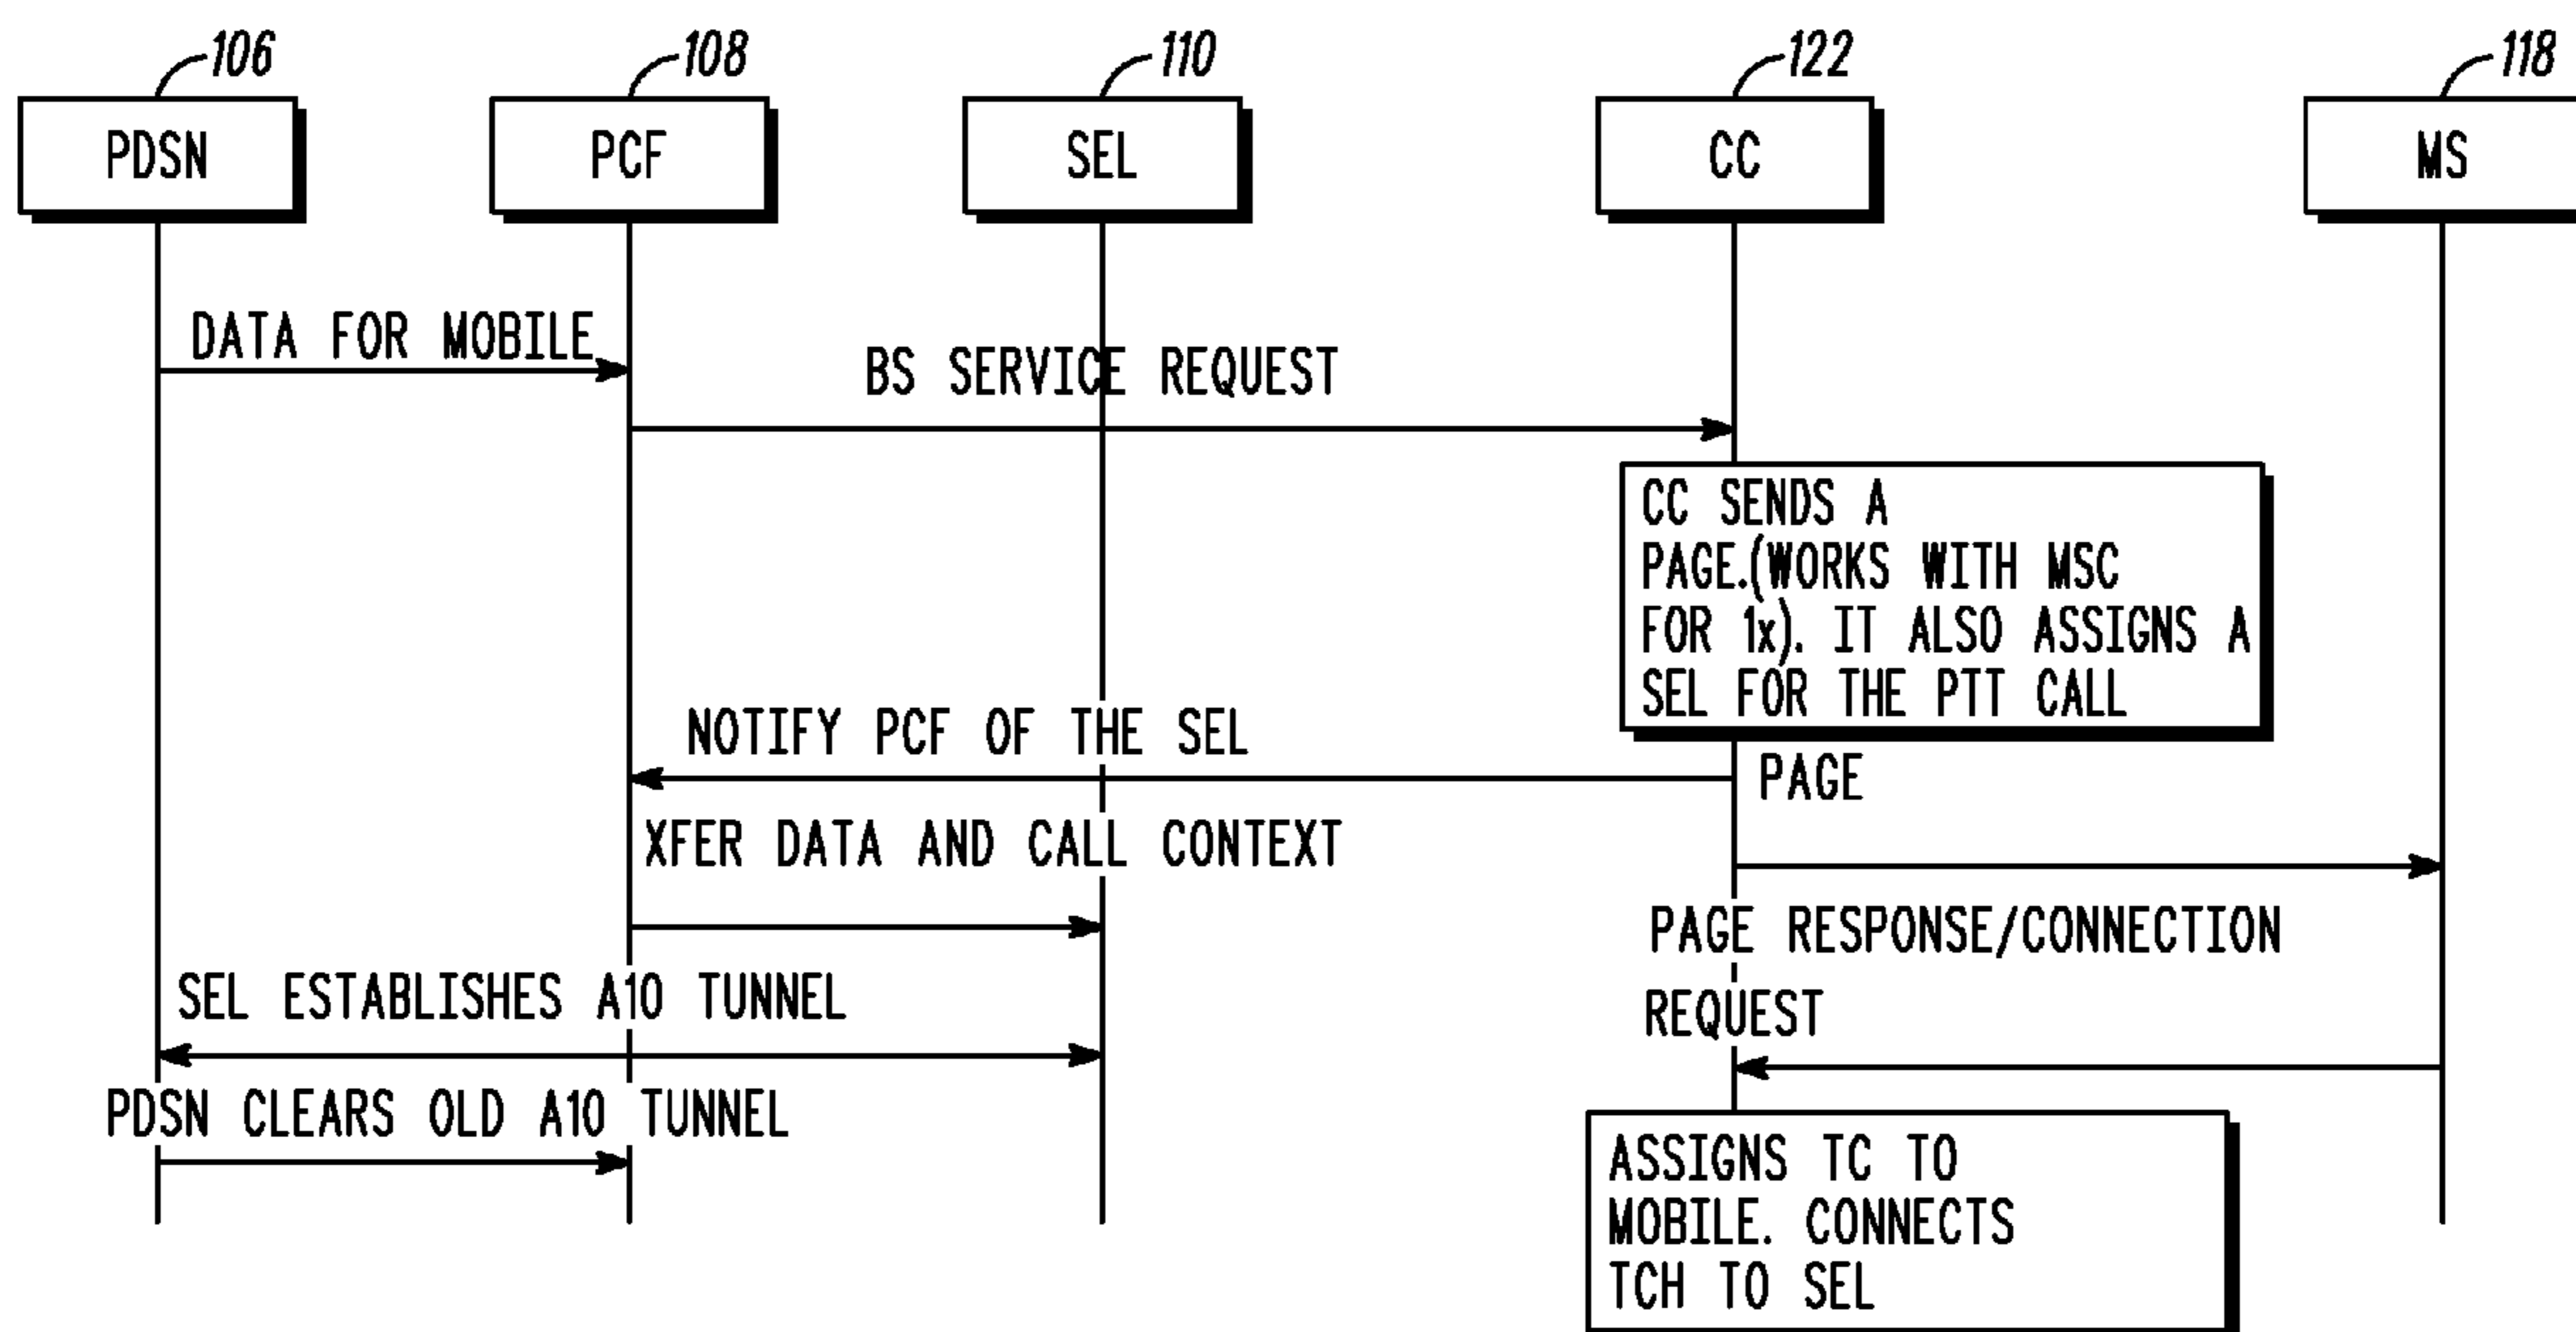 106
108
110
122
118
PDSN
PCF
SEL
CC
MS
DATA FOR MOBILE
BS SERVICE REQUEST
CC SENDS A
PAGE.(WORKS WITH MSC
FOR 1x). IT ALSO ASSIGNS A
SEL FOR THE PTT CALL
NOTIFY PCF OF THE SEL
PAGE
XFER DATA AND CALL CONTEXT
PAGE RESPONSE/CONNECTION
REQUEST
SEL ESTABLISHES A10 TUNNEL
PDSN CLEARS OLD A10 TUNNEL
ASSIGNS TC TO
MOBILE. CONNECTS
TCH TO SEL